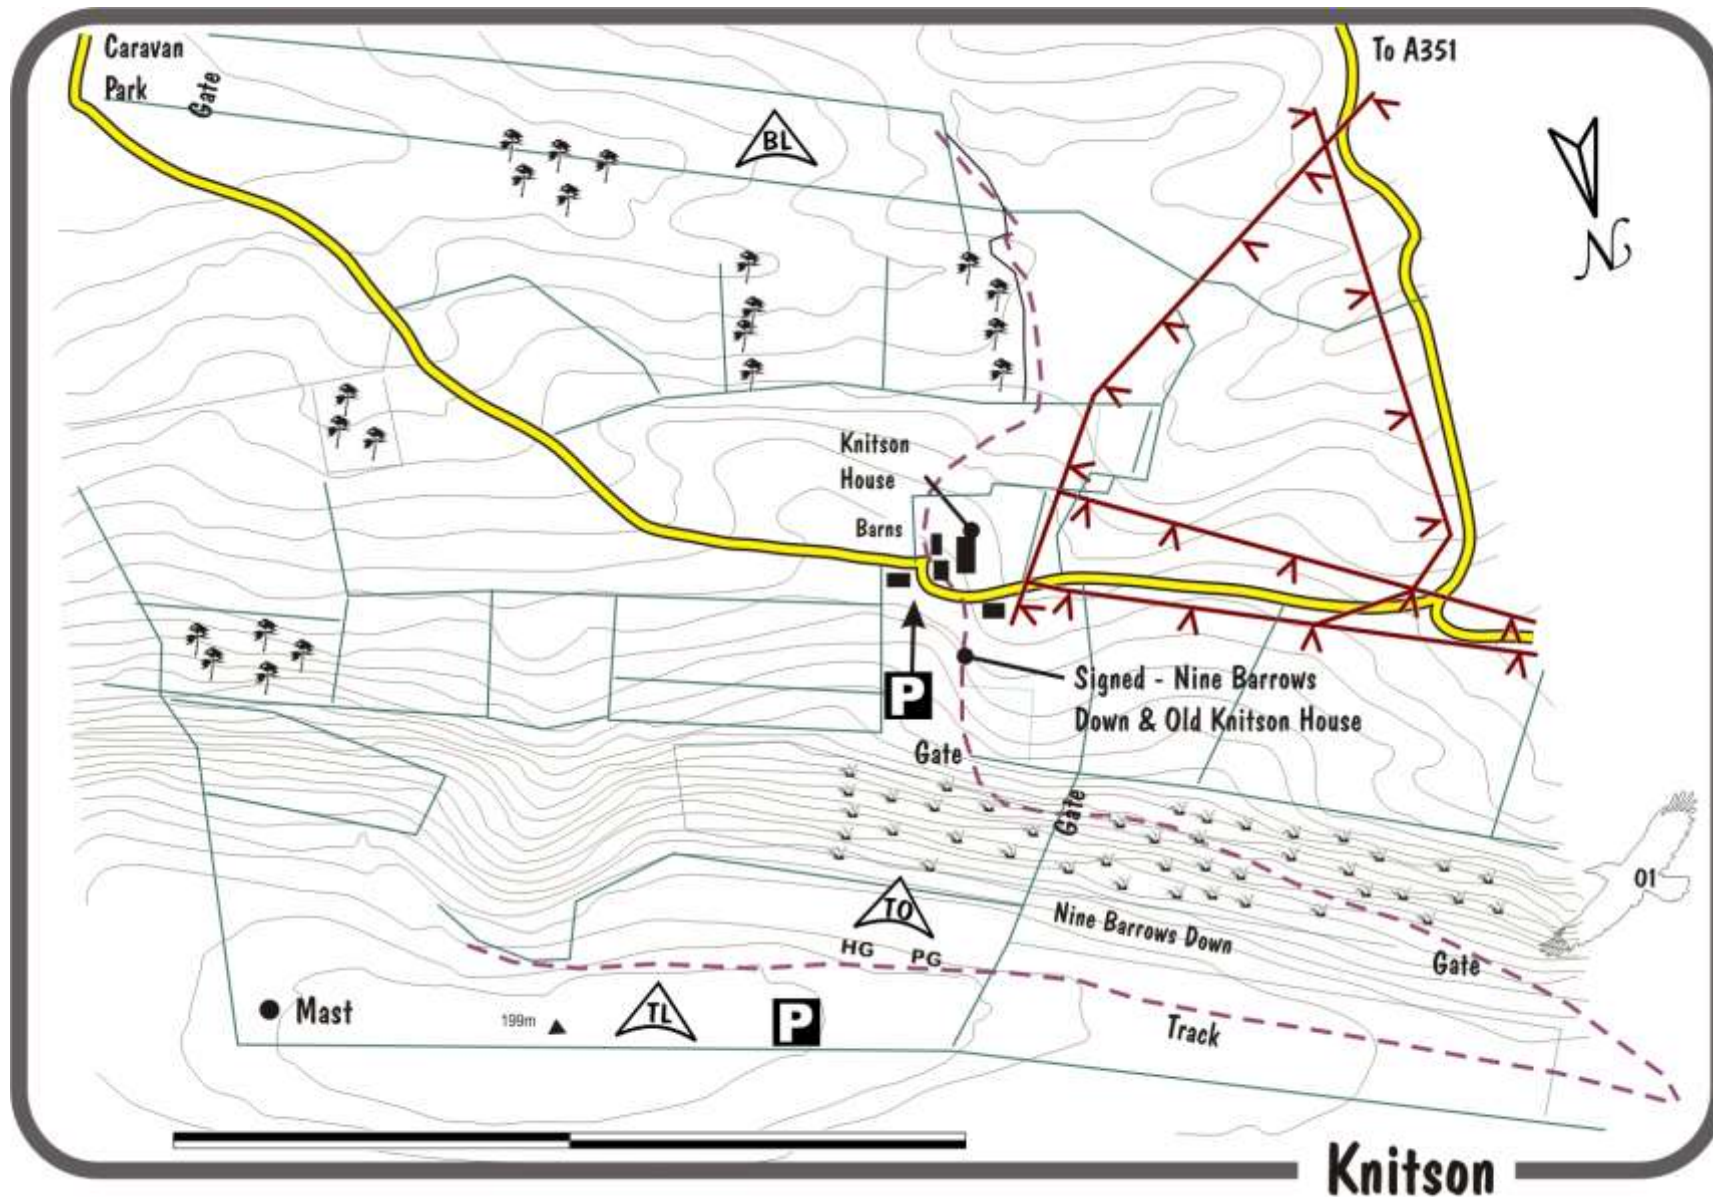 Caravan
Park
Gate
To A351
BL
N
Knitson
House
Barns
P
Signed - Nine Barrows
Down & Old Knitson House
Gate
Gate
01
TO
HG PG
Nine Barrows Down
Gate
Mast
199m
TL
P
Track
Knitson